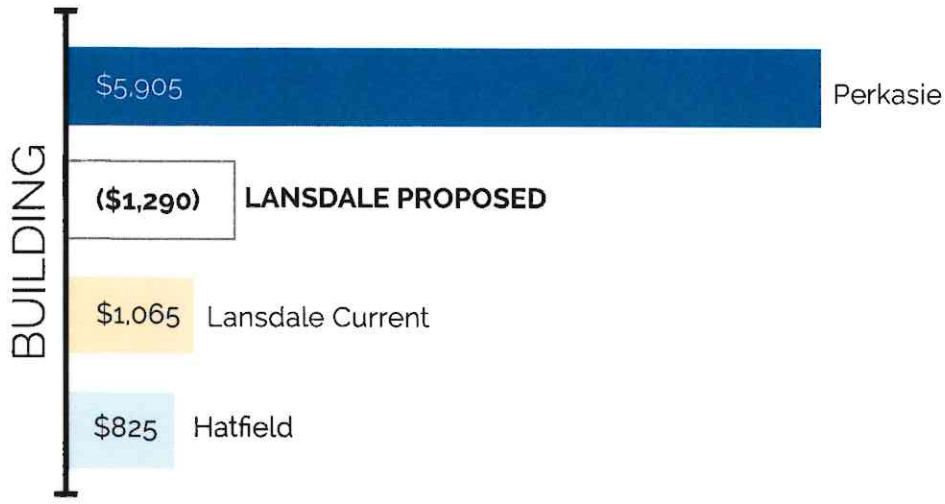 BUILDING
$5,905
Perkasie
($1,290) LANSDALE PROPOSED
$1,065 Lansdale Current
$825 Hatfield